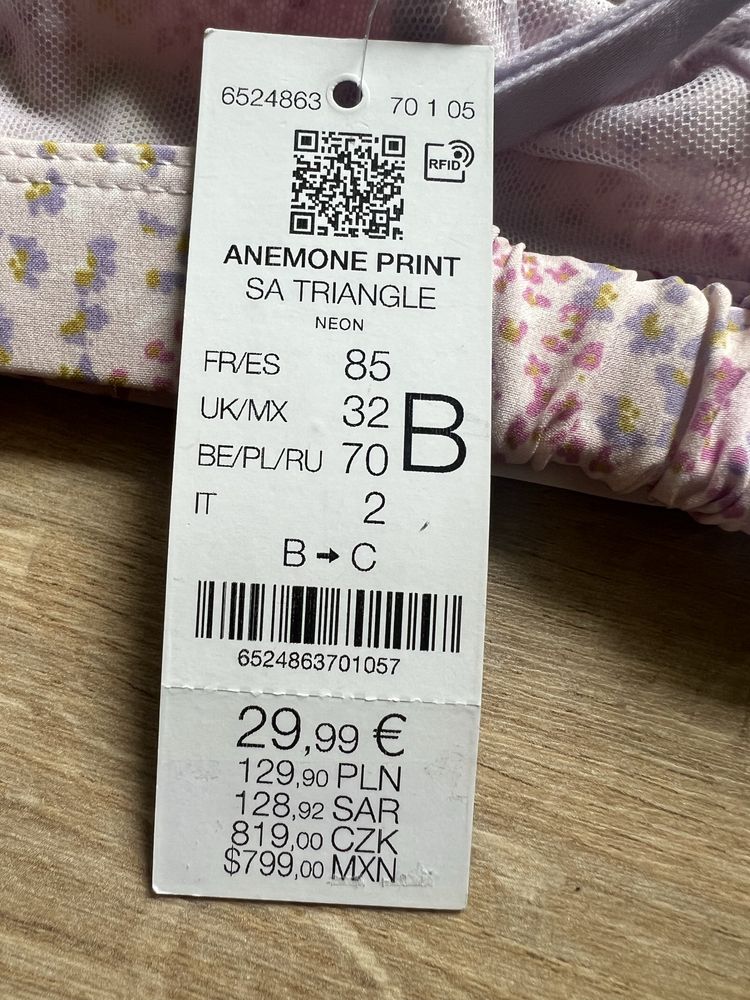 6524863 70 1 05
RFID
ANEMONE PRINT
SA TRIANGLE
NEON
FR/ES 85
UK/MX 32 B
BE/PL/RU 70
IT 2
B → C
6524863701057
29,99 €
129,90 PLN
128,92 SAR
819,00 CZK
$799,00 MXN